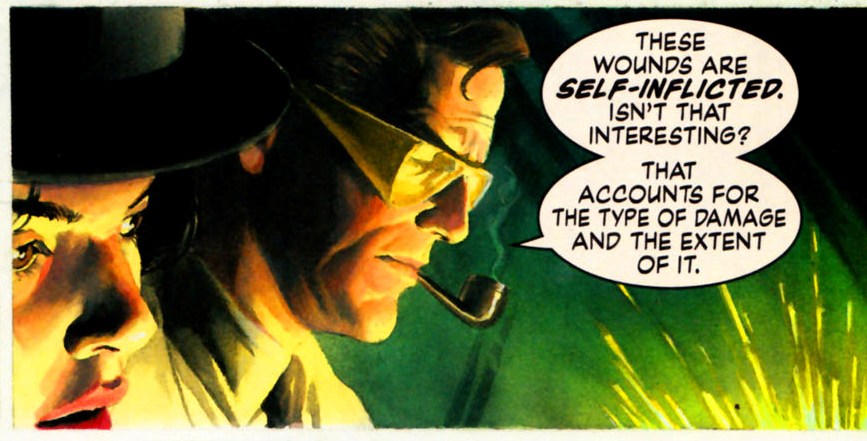 THESE
WOUNDS ARE
SELF-INFLICTED.
ISN'T THAT
INTERESTING?
THAT
ACCOUNTS FOR
THE TYPE OF DAMAGE
AND THE EXTENT
OF IT.